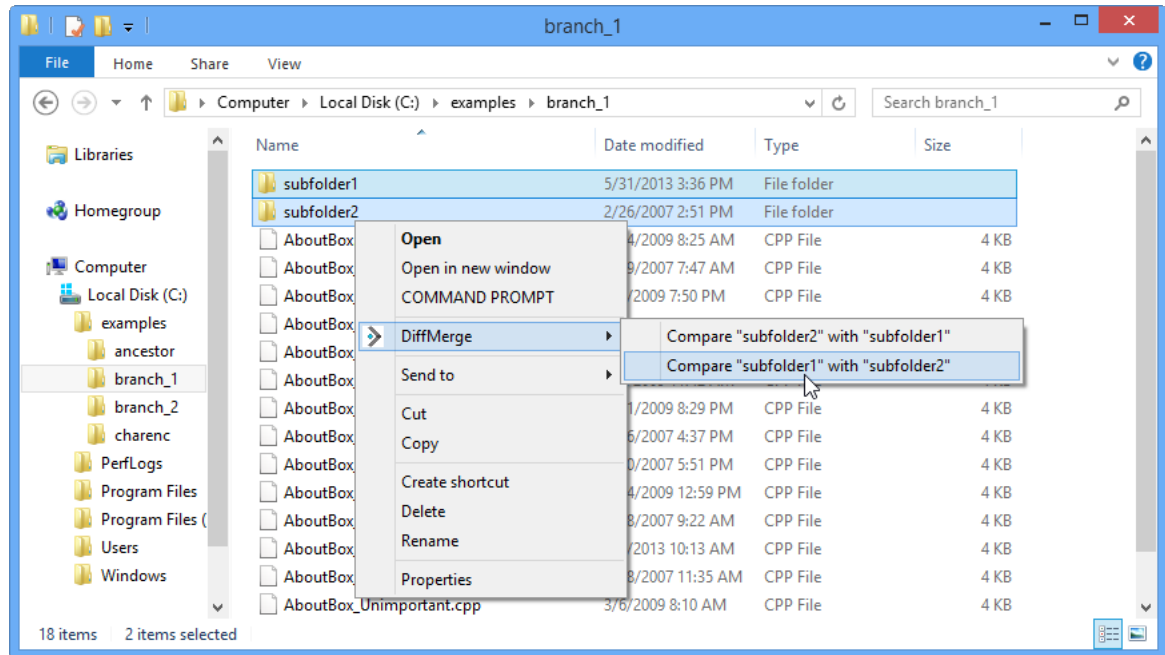 branch_1
File Home Share View
Computer Local Disk (C:) examples branch_1 Search branch_1
Name Date modified Type Size
Libraries
Homegroup
Computer
Local Disk (C:)
examples
ancestor
branch_1
branch_2
charenc
PerfLogs
Program Files
Program Files (
Users
Windows
subfolder1 5/31/2013 3:36 PM File folder
subfolder2 2/26/2007 2:51 PM File folder
AboutBox 4/2009 8:25 AM CPP File 4 KB
AboutBox 9/2007 7:47 AM CPP File 4 KB
AboutBox /2009 7:50 PM CPP File 4 KB
AboutBox
AboutBox
AboutBox
AboutBox 1/2009 8:29 PM CPP File 4 KB
AboutBox 6/2007 4:37 PM CPP File 4 KB
AboutBox 0/2007 5:51 PM CPP File 4 KB
AboutBox 4/2009 12:59 PM CPP File 4 KB
AboutBox 8/2007 9:22 AM CPP File 4 KB
AboutBox /2013 10:13 AM CPP File 4 KB
AboutBox 8/2007 11:35 AM CPP File 4 KB
AboutBox_Unimportant.cpp 3/6/2009 8:10 AM CPP File 4 KB
Open
Open in new window
COMMAND PROMPT
DiffMerge
Send to
Cut
Copy
Create shortcut
Delete
Rename
Properties
Compare "subfolder2" with "subfolder1"
Compare "subfolder1" with "subfolder2"
18 items 2 items selected